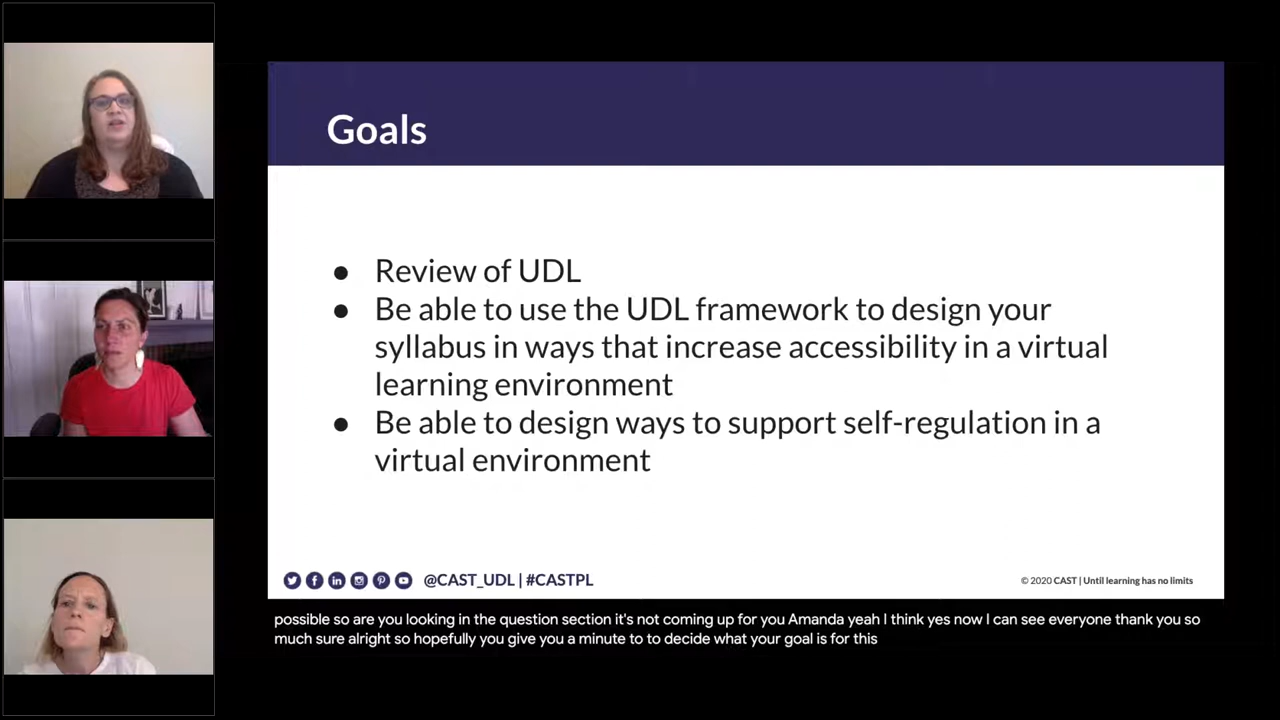 Goals
● Review of UDL
● Be able to use the UDL framework to design your
syllabus in ways that increase accessibility in a virtual
learning environment
● Be able to design ways to support self-regulation in a
virtual environment
@CAST_UDL | #CASTPL
© 2020 CAST | Until learning has no limits
possible so are you looking in the question section it's not coming up for you Amanda yeah I think yes now I can see everyone thank you so
much sure alright so hopefully you give you a minute to to decide what your goal is for this